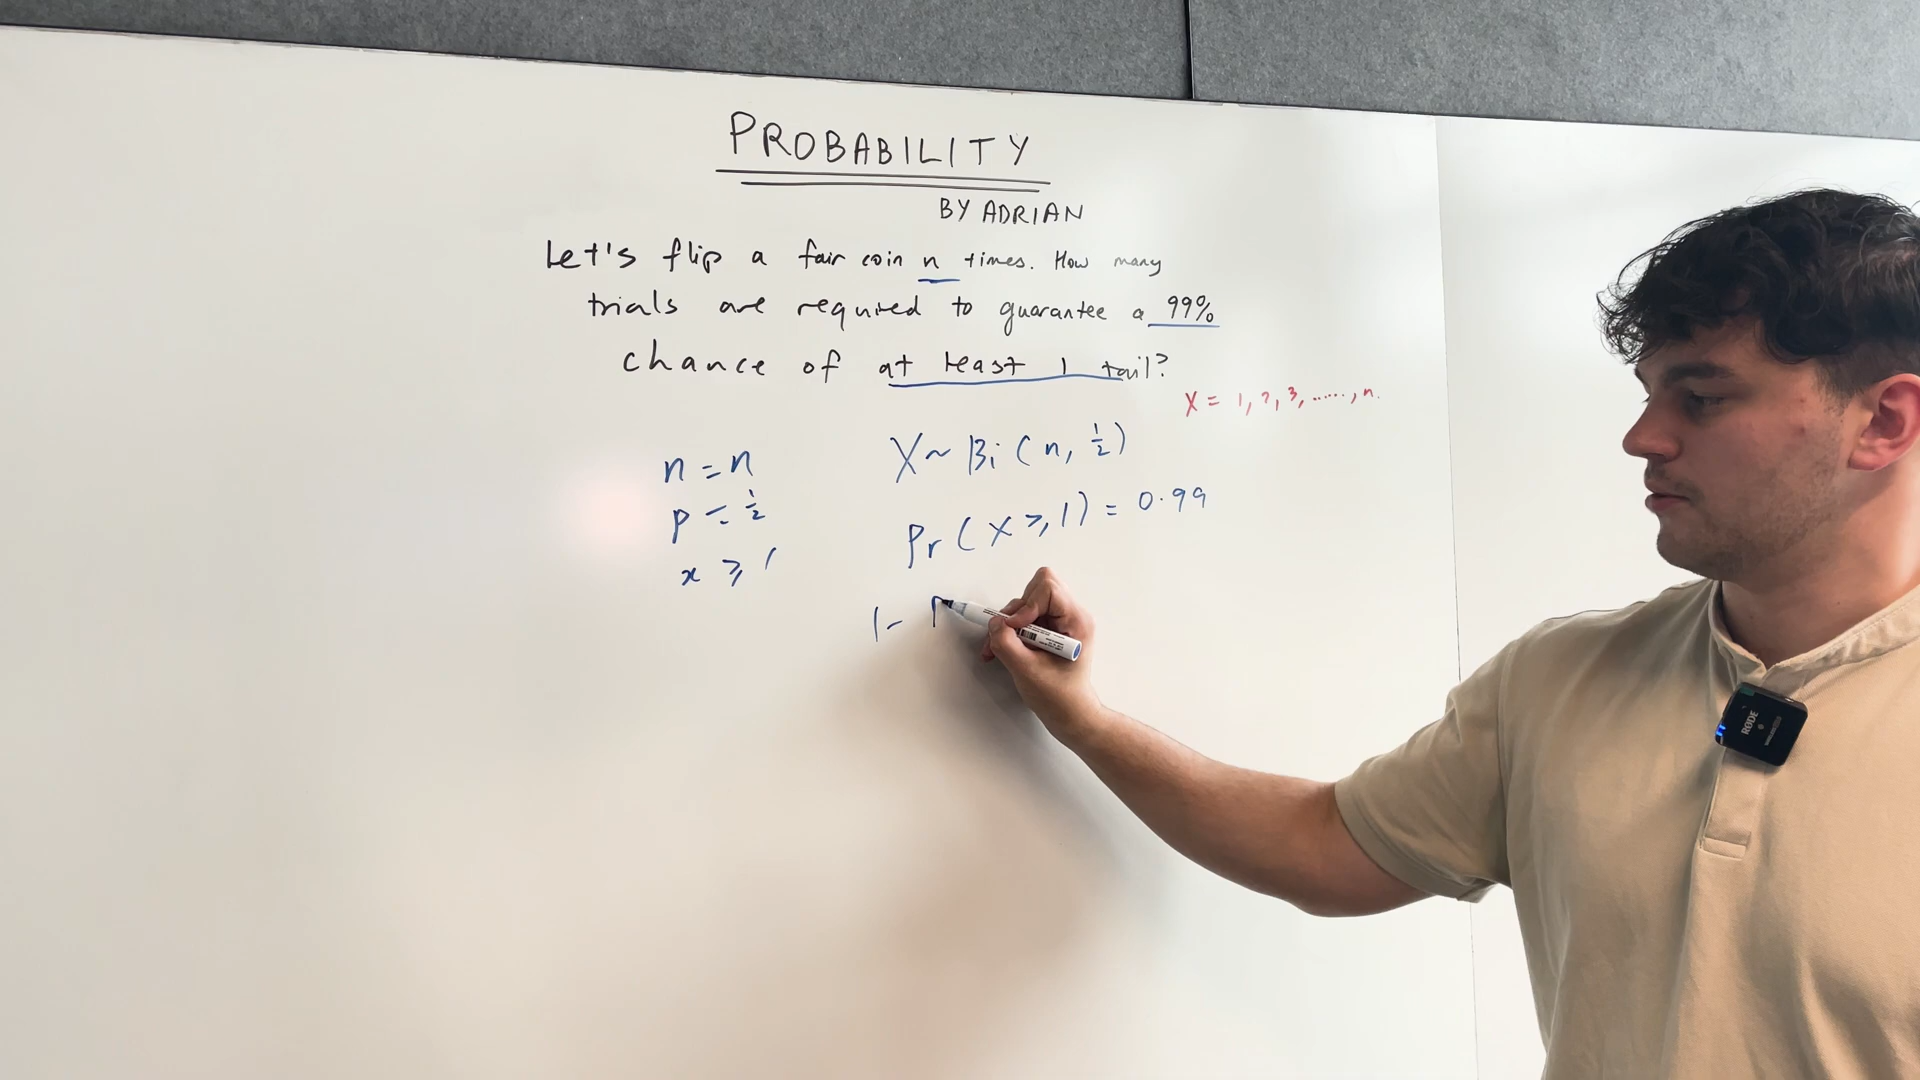 PROBABILITY
BY ADRIAN
Let's flip a fair coin n times. How many
trials are required to guarantee a 99%
chance of at least 1 tail?
X = 1, 2, 3, ......, n.
n = n
p = 1/2
x ⩾ 1
X ~ Bi (n, 1/2)
Pr (X ⩾ 1) = 0.99
1 -
RØDE